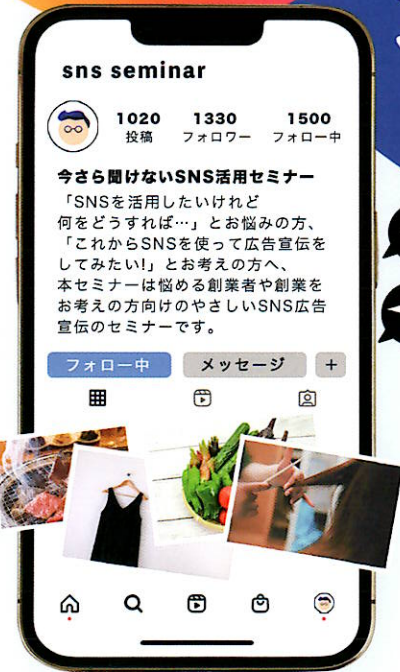 sns seminar
1020 1330 1500
投稿 フォロワー フォロー中
今さら聞けないSNS活用セミナー
「SNSを活用したいけれど
何をどうすれば…」とお悩みの方、
「これからSNSを使って広告宣伝を
してみたい!」とお考えの方へ、
本セミナーは悩める創業者や創業を
お考えの方向けのやさしいSNS広告
宣伝のセミナーです。
フォロー中 メッセージ +